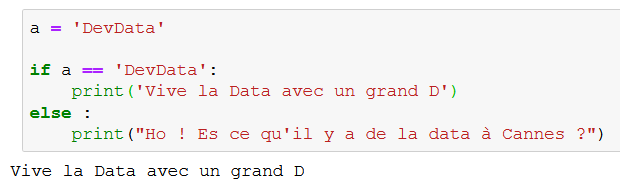 a = 'DevData'
if a == 'DevData':
    print('Vive la Data avec un grand D')
else :
    print("Ho ! Es ce qu'il y a de la data à Cannes ?")
Vive la Data avec un grand D